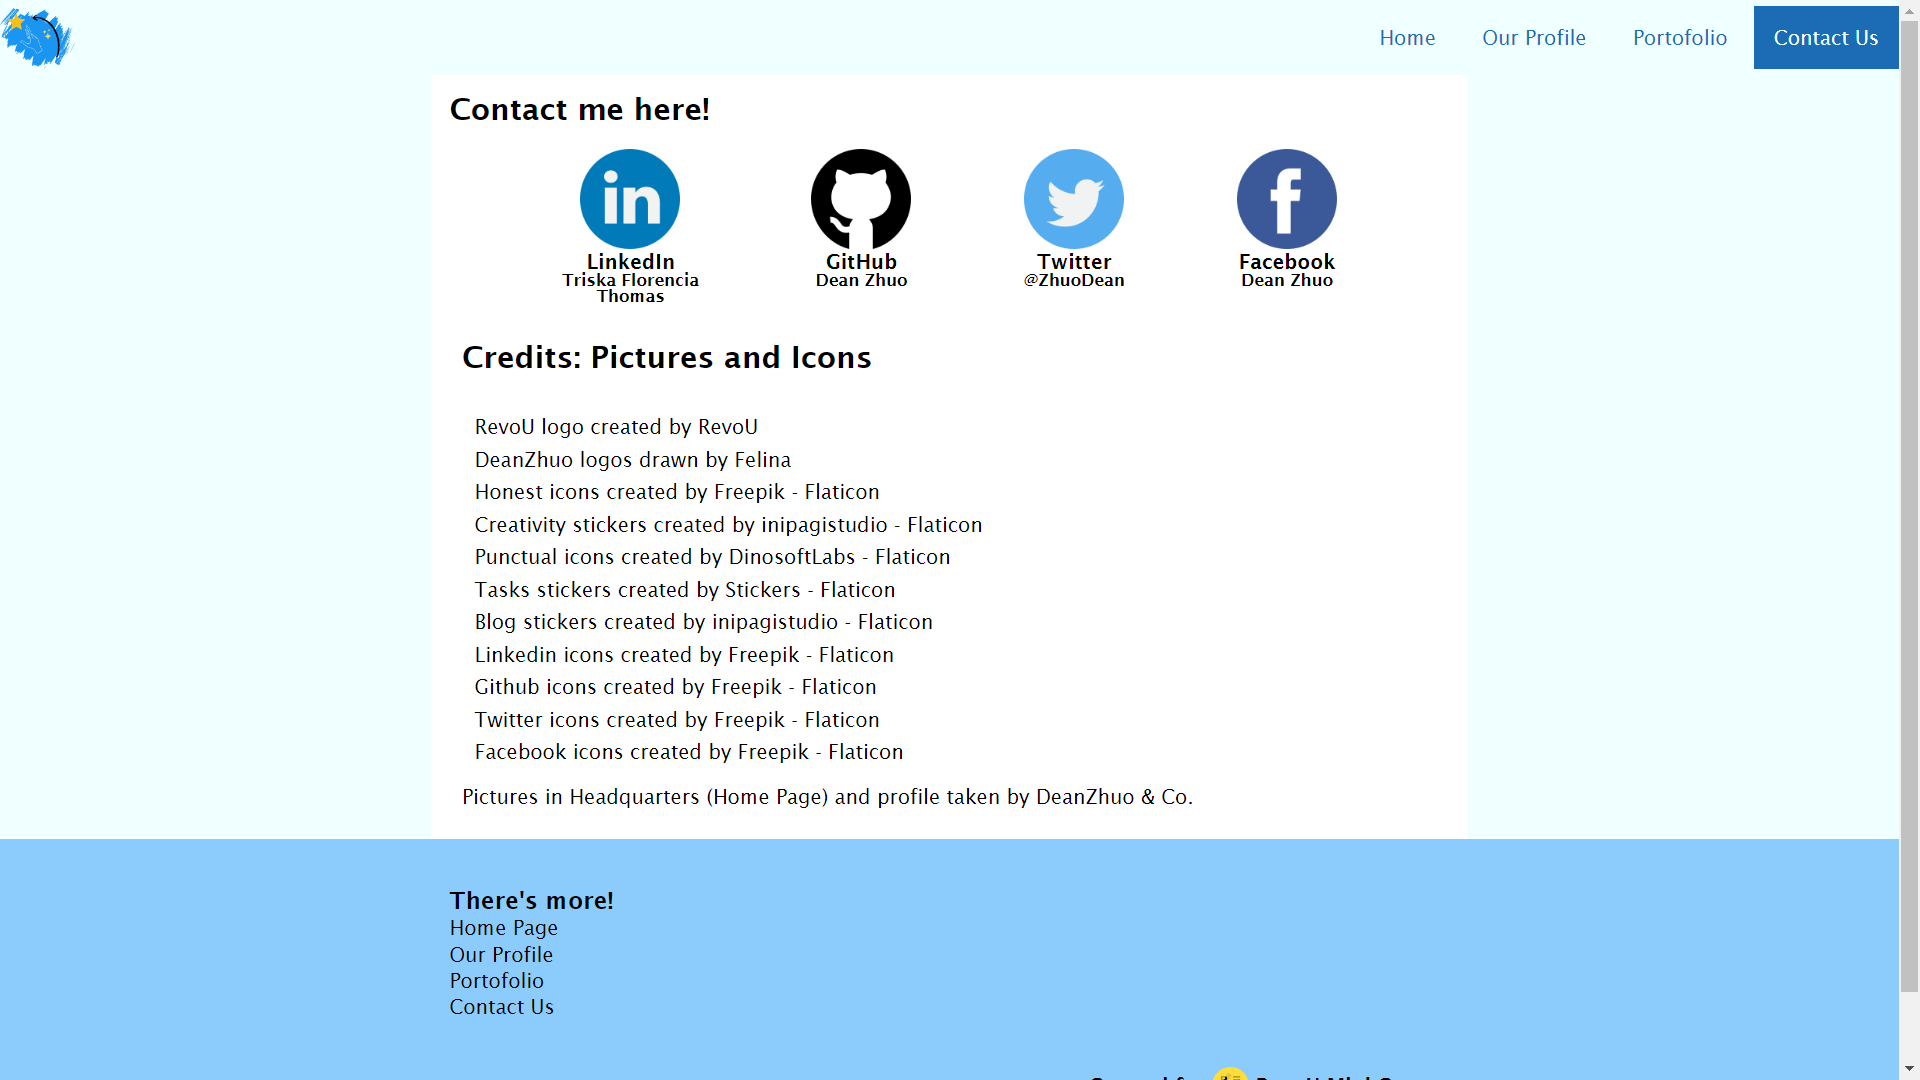 Home Our Profile Portofolio Contact Us
Contact me here!
LinkedIn GitHub Twitter Facebook
Triska Florencia Dean Zhuo @ZhuoDean Dean Zhuo
Thomas
Credits: Pictures and Icons
RevoU logo created by RevoU
DeanZhuo logos drawn by Felina
Honest icons created by Freepik - Flaticon
Creativity stickers created by inipagistudio - Flaticon
Punctual icons created by DinosoftLabs - Flaticon
Tasks stickers created by Stickers - Flaticon
Blog stickers created by inipagistudio - Flaticon
Linkedin icons created by Freepik - Flaticon
Github icons created by Freepik - Flaticon
Twitter icons created by Freepik - Flaticon
Facebook icons created by Freepik - Flaticon
Pictures in Headquarters (Home Page) and profile taken by DeanZhuo & Co.
There's more!
Home Page
Our Profile
Portofolio
Contact Us